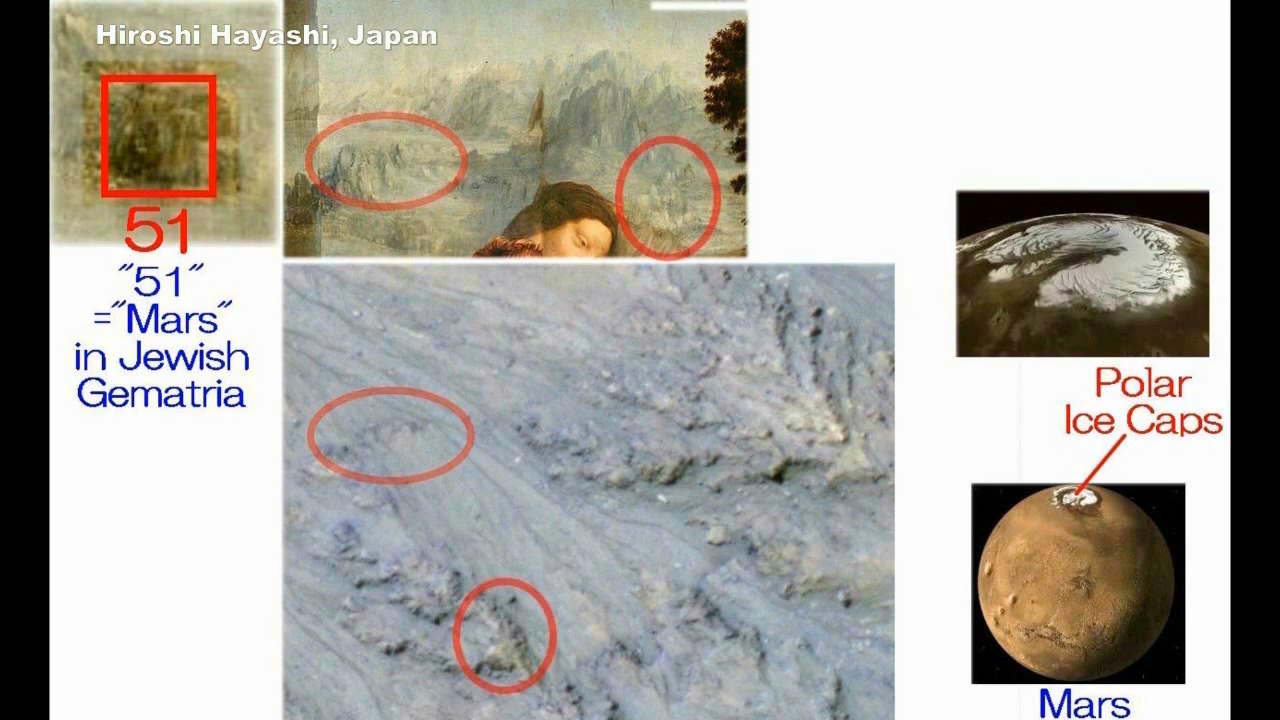 Hiroshi Hayashi, Japan
51
"51"
="Mars"
in Jewish
Gematria
Polar
Ice Caps
Mars